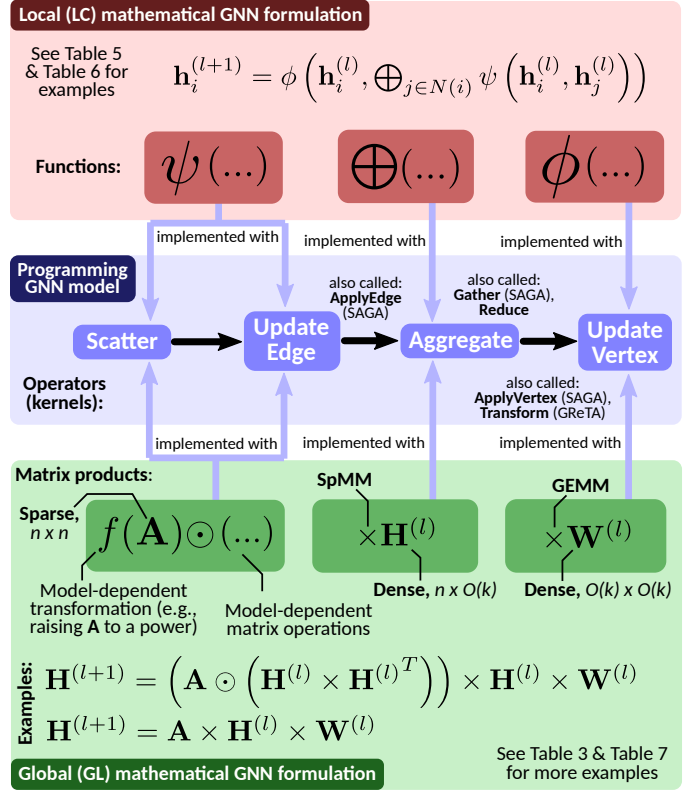 Local (LC) mathematical GNN formulation
See Table 5
& Table 6 for
examples
h_i^{(l+1)} = ϕ ( h_i^{(l)}, ⊕_{j∈N(i)} ψ ( h_i^{(l)}, h_j^{(l)} ) )
Functions:
ψ(...)
⊕(...)
ϕ(...)
implemented with
implemented with
implemented with
Programming
GNN model
also called:
ApplyEdge
(SAGA)
also called:
Gather (SAGA),
Reduce
Scatter
Update
Edge
Aggregate
Update
Vertex
Operators
(kernels):
also called:
ApplyVertex (SAGA),
Transform (GReTA)
implemented with
implemented with
implemented with
Matrix products:
SpMM
GEMM
Sparse,
n x n
f(A)⊙(...)
×H^{(l)}
×W^{(l)}
Model-dependent
transformation (e.g.,
raising A to a power)
Model-dependent
matrix operations
Dense, n x O(k)
Dense, O(k) x O(k)
Examples:
H^{(l+1)} = ( A ⊙ ( H^{(l)} × H^{(l)}^T ) ) × H^{(l)} × W^{(l)}
H^{(l+1)} = A × H^{(l)} × W^{(l)}
See Table 3 & Table 7
for more examples
Global (GL) mathematical GNN formulation